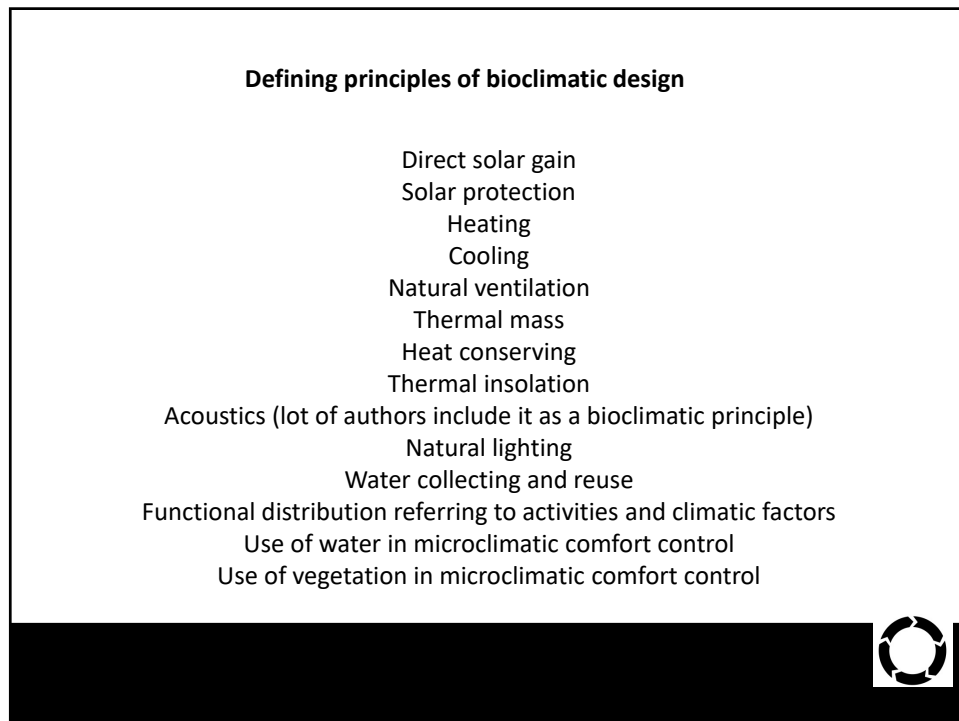 Defining principles of bioclimatic design
Direct solar gain
Solar protection
Heating
Cooling
Natural ventilation
Thermal mass
Heat conserving
Thermal insolation
Acoustics (lot of authors include it as a bioclimatic principle)
Natural lighting
Water collecting and reuse
Functional distribution referring to activities and climatic factors
Use of water in microclimatic comfort control
Use of vegetation in microclimatic comfort control